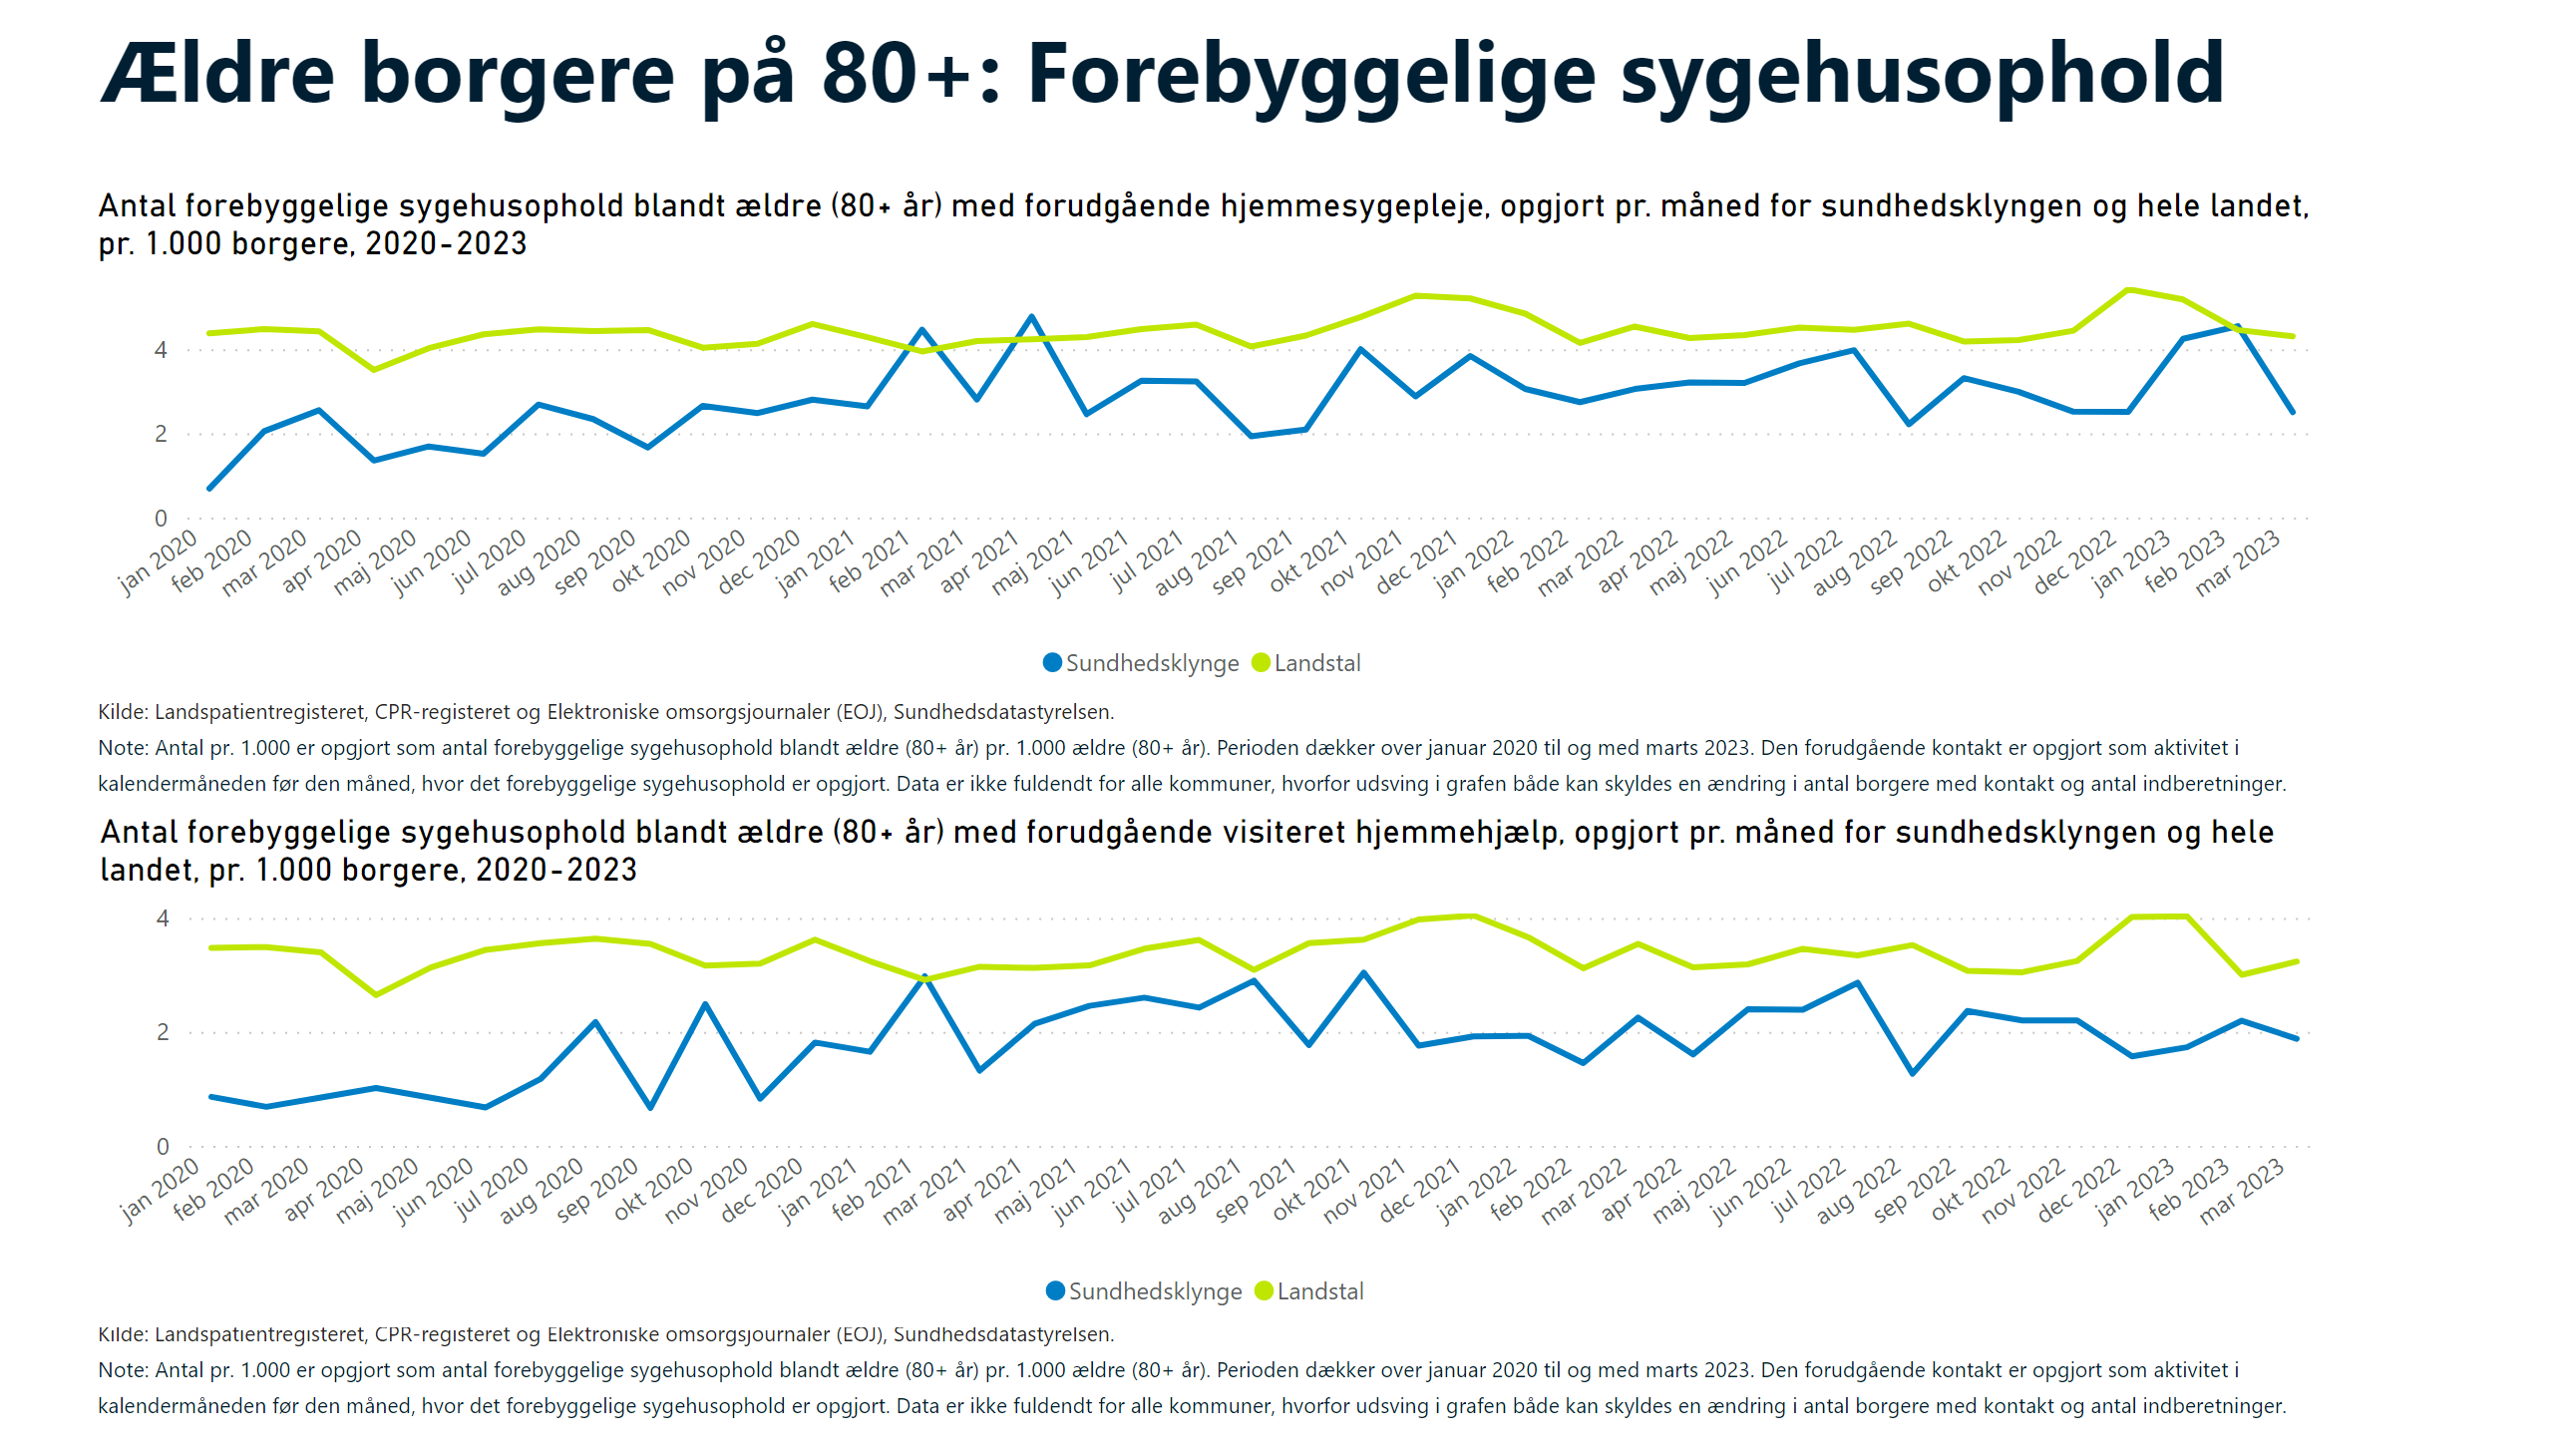 Ældre borgere på 80+: Forebyggelige sygehusophold
Antal forebyggelige sygehusophold blandt ældre (80+ år) med forudgående hjemmesygepleje, opgjort pr. måned for sundhedsklyngen og hele landet,
pr. 1.000 borgere, 2020-2023
4
2
0
jan 2020
feb 2020
mar 2020
apr 2020
maj 2020
jun 2020
jul 2020
aug 2020
sep 2020
okt 2020
nov 2020
dec 2020
jan 2021
feb 2021
mar 2021
apr 2021
maj 2021
jun 2021
jul 2021
aug 2021
sep 2021
okt 2021
nov 2021
dec 2021
jan 2022
feb 2022
mar 2022
apr 2022
maj 2022
jun 2022
jul 2022
aug 2022
sep 2022
okt 2022
nov 2022
dec 2022
jan 2023
feb 2023
mar 2023
Sundhedsklynge Landstal
Kilde: Landspatientregisteret, CPR-registeret og Elektroniske omsorgsjournaler (EOJ), Sundhedsdatastyrelsen.
Note: Antal pr. 1.000 er opgjort som antal forebyggelige sygehusophold blandt ældre (80+ år) pr. 1.000 ældre (80+ år). Perioden dækker over januar 2020 til og med marts 2023. Den forudgående kontakt er opgjort som aktivitet i
kalendermåneden før den måned, hvor det forebyggelige sygehusophold er opgjort. Data er ikke fuldendt for alle kommuner, hvorfor udsving i grafen både kan skyldes en ændring i antal borgere med kontakt og antal indberetninger.
Antal forebyggelige sygehusophold blandt ældre (80+ år) med forudgående visiteret hjemmehjælp, opgjort pr. måned for sundhedsklyngen og hele
landet, pr. 1.000 borgere, 2020-2023
4
2
0
jan 2020
feb 2020
mar 2020
apr 2020
maj 2020
jun 2020
jul 2020
aug 2020
sep 2020
okt 2020
nov 2020
dec 2020
jan 2021
feb 2021
mar 2021
apr 2021
maj 2021
jun 2021
jul 2021
aug 2021
sep 2021
okt 2021
nov 2021
dec 2021
jan 2022
feb 2022
mar 2022
apr 2022
maj 2022
jun 2022
jul 2022
aug 2022
sep 2022
okt 2022
nov 2022
dec 2022
jan 2023
feb 2023
mar 2023
Sundhedsklynge Landstal
Kilde: Landspatientregisteret, CPR-registeret og Elektroniske omsorgsjournaler (EOJ), Sundhedsdatastyrelsen.
Note: Antal pr. 1.000 er opgjort som antal forebyggelige sygehusophold blandt ældre (80+ år) pr. 1.000 ældre (80+ år). Perioden dækker over januar 2020 til og med marts 2023. Den forudgående kontakt er opgjort som aktivitet i
kalendermåneden før den måned, hvor det forebyggelige sygehusophold er opgjort. Data er ikke fuldendt for alle kommuner, hvorfor udsving i grafen både kan skyldes en ændring i antal borgere med kontakt og antal indberetninger.